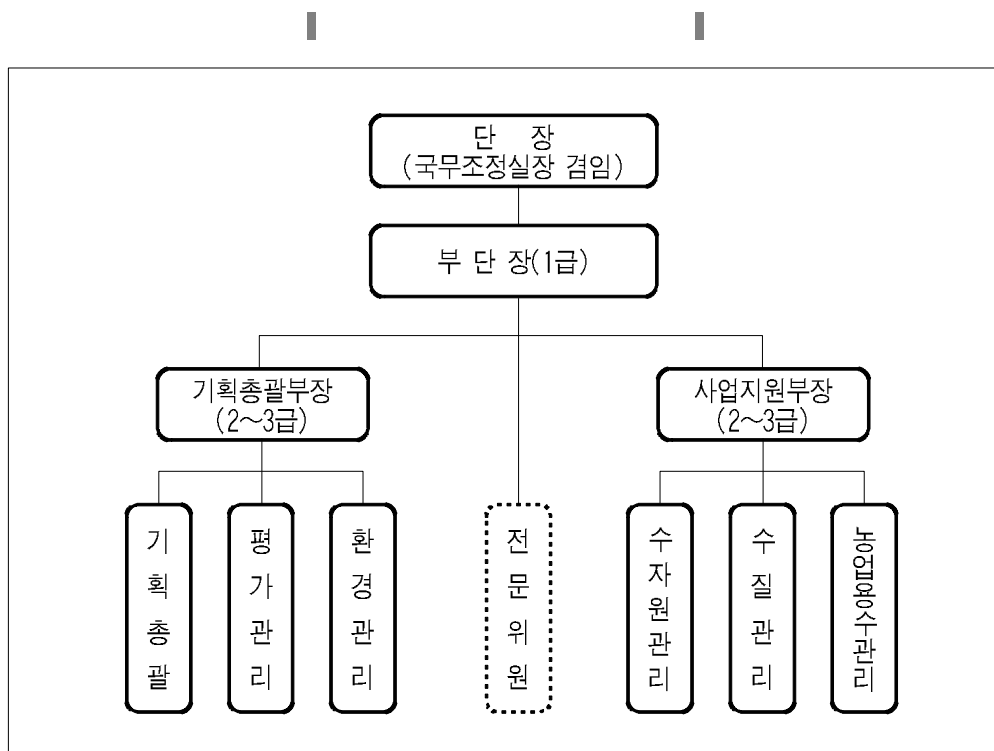 단 장
(국무조정실장 겸임)
부 단 장(1급)
기획총괄부장
(2～3급)
사업지원부장
(2～3급)
기획총괄
평가관리
환경관리
전문위원
수자원관리
수질관리
농업용수관리